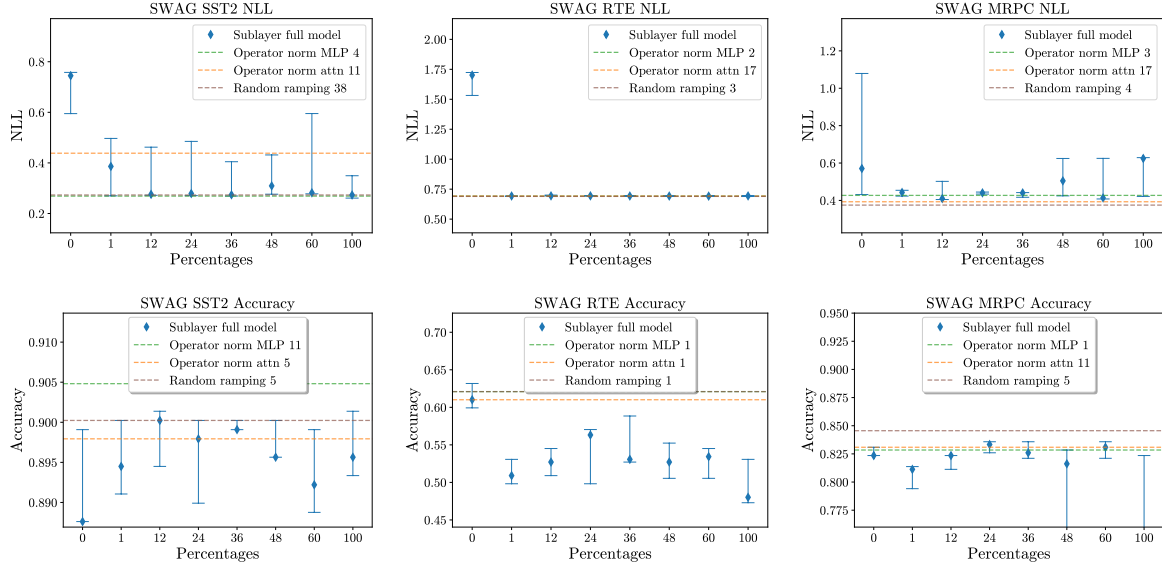 SWAG SST2 NLL
Sublayer full model
Operator norm MLP 4
Operator norm attn 11
Random ramping 38
NLL
0.8
0.6
0.4
0.2
0 1 12 24 36 48 60 100
Percentages
SWAG RTE NLL
Sublayer full model
Operator norm MLP 2
Operator norm attn 17
Random ramping 3
NLL
2.00
1.75
1.50
1.25
1.00
0.75
0.50
0 1 12 24 36 48 60 100
Percentages
SWAG MRPC NLL
Sublayer full model
Operator norm MLP 3
Operator norm attn 17
Random ramping 4
NLL
1.2
1.0
0.8
0.6
0.4
0 1 12 24 36 48 60 100
Percentages
SWAG SST2 Accuracy
Sublayer full model
Operator norm MLP 11
Operator norm attn 5
Random ramping 5
Accuracy
0.910
0.905
0.900
0.895
0.890
0 1 12 24 36 48 60 100
Percentages
SWAG RTE Accuracy
Sublayer full model
Operator norm MLP 1
Operator norm attn 1
Random ramping 1
Accuracy
0.70
0.65
0.60
0.55
0.50
0.45
0 1 12 24 36 48 60 100
Percentages
SWAG MRPC Accuracy
Sublayer full model
Operator norm MLP 1
Operator norm attn 11
Random ramping 5
Accuracy
0.950
0.925
0.900
0.875
0.850
0.825
0.800
0.775
0 1 12 24 36 48 60 100
Percentages